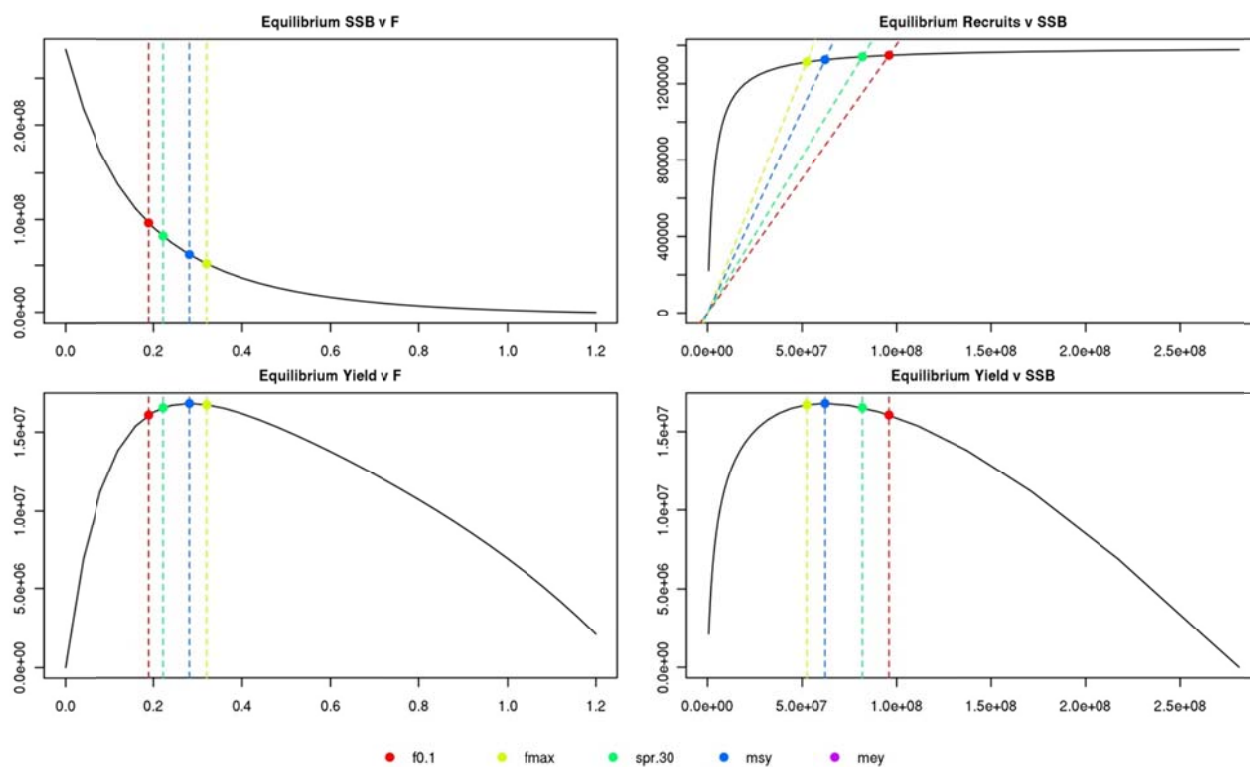 Equilibrium SSB v F
0.0e+00 1.0e+08 2.0e+08
0.0 0.2 0.4 0.6 0.8 1.0 1.2
Equilibrium Recruits v SSB
0 400000 800000 1200000
0.0e+00 5.0e+07 1.0e+08 1.5e+08 2.0e+08 2.5e+08
Equilibrium Yield v F
0.0e+00 5.0e+06 1.0e+07 1.5e+07
0.0 0.2 0.4 0.6 0.8 1.0 1.2
Equilibrium Yield v SSB
0.0e+00 5.0e+06 1.0e+07 1.5e+07
0.0e+00 5.0e+07 1.0e+08 1.5e+08 2.0e+08 2.5e+08
f0.1 fmax spr.30 msy mey